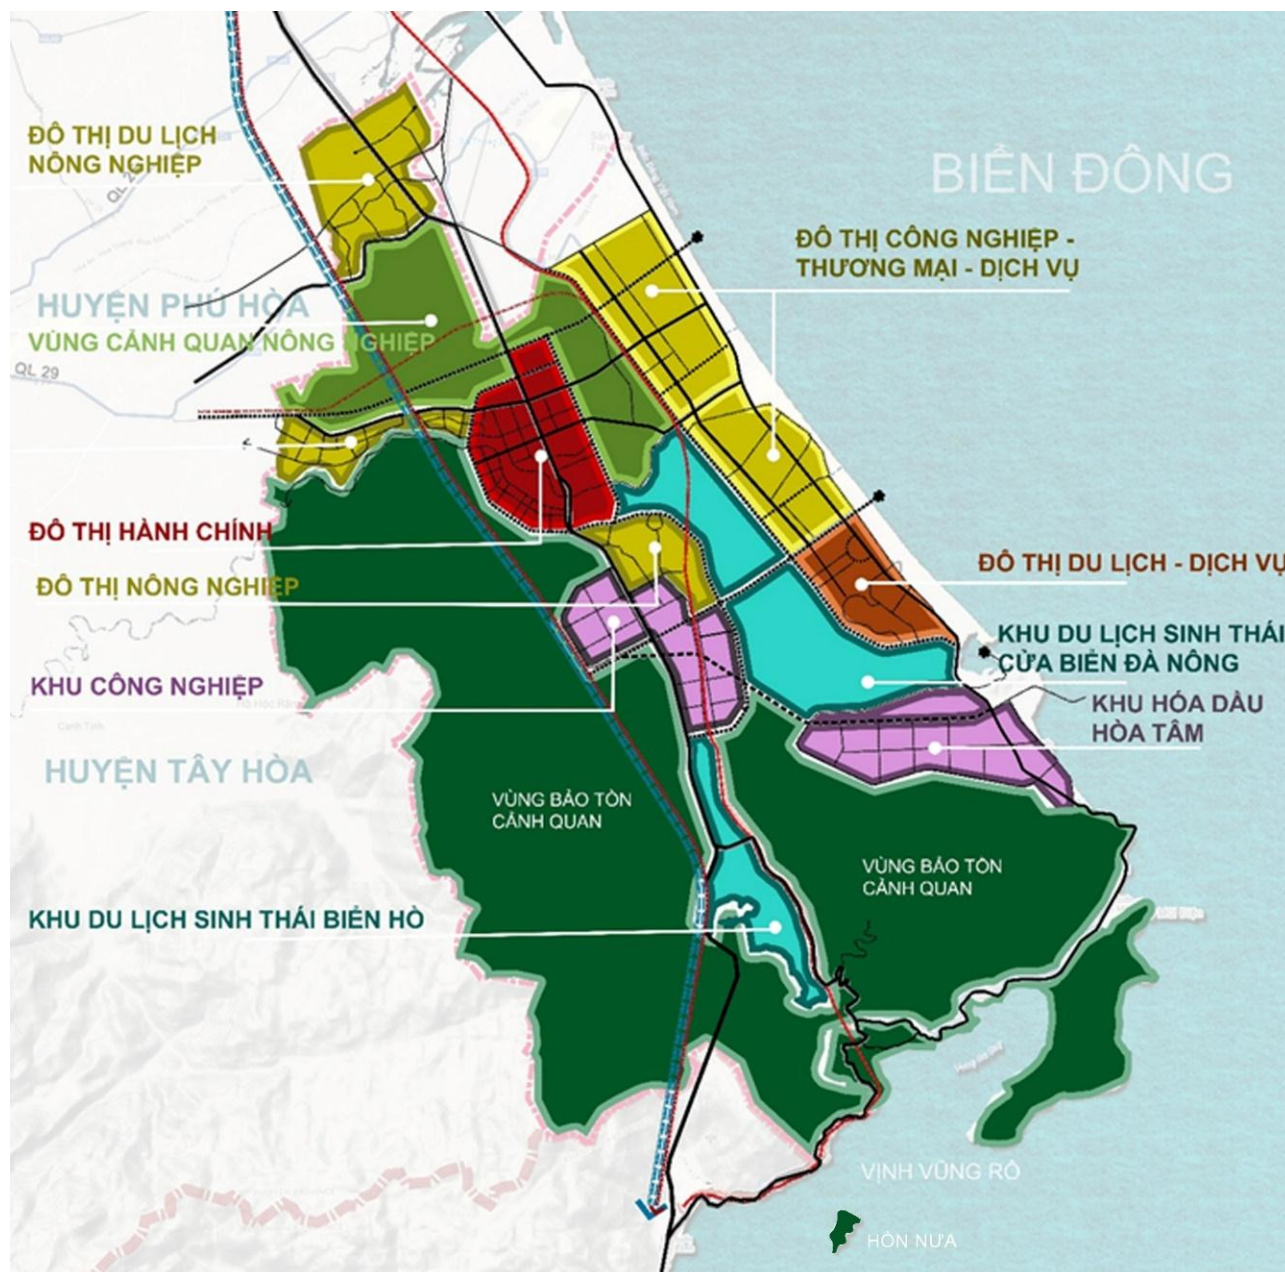 ĐÔ THỊ DU LỊCH
NÔNG NGHIỆP
BIỂN ĐÔNG
ĐÔ THỊ CÔNG NGHIỆP -
THƯƠNG MẠI - DỊCH VỤ
HUYỆN PHÚ HÒA
VÙNG CẢNH QUAN NÔNG NGHIỆP
QL 29
ĐÔ THỊ HÀNH CHÍNH
ĐÔ THỊ DU LỊCH - DỊCH VỤ
ĐÔ THỊ NÔNG NGHIỆP
KHU DU LỊCH SINH THÁI
CỬA BIỂN ĐÀ NÔNG
KHU CÔNG NGHIỆP
KHU HÓA DẦU
HÒA TÂM
HUYỆN TÂY HÒA
VÙNG BẢO TỒN
CẢNH QUAN
VÙNG BẢO TỒN
CẢNH QUAN
KHU DU LỊCH SINH THÁI BIỂN HỒ
VỊNH VŨNG RÔ
HÒN NƯA